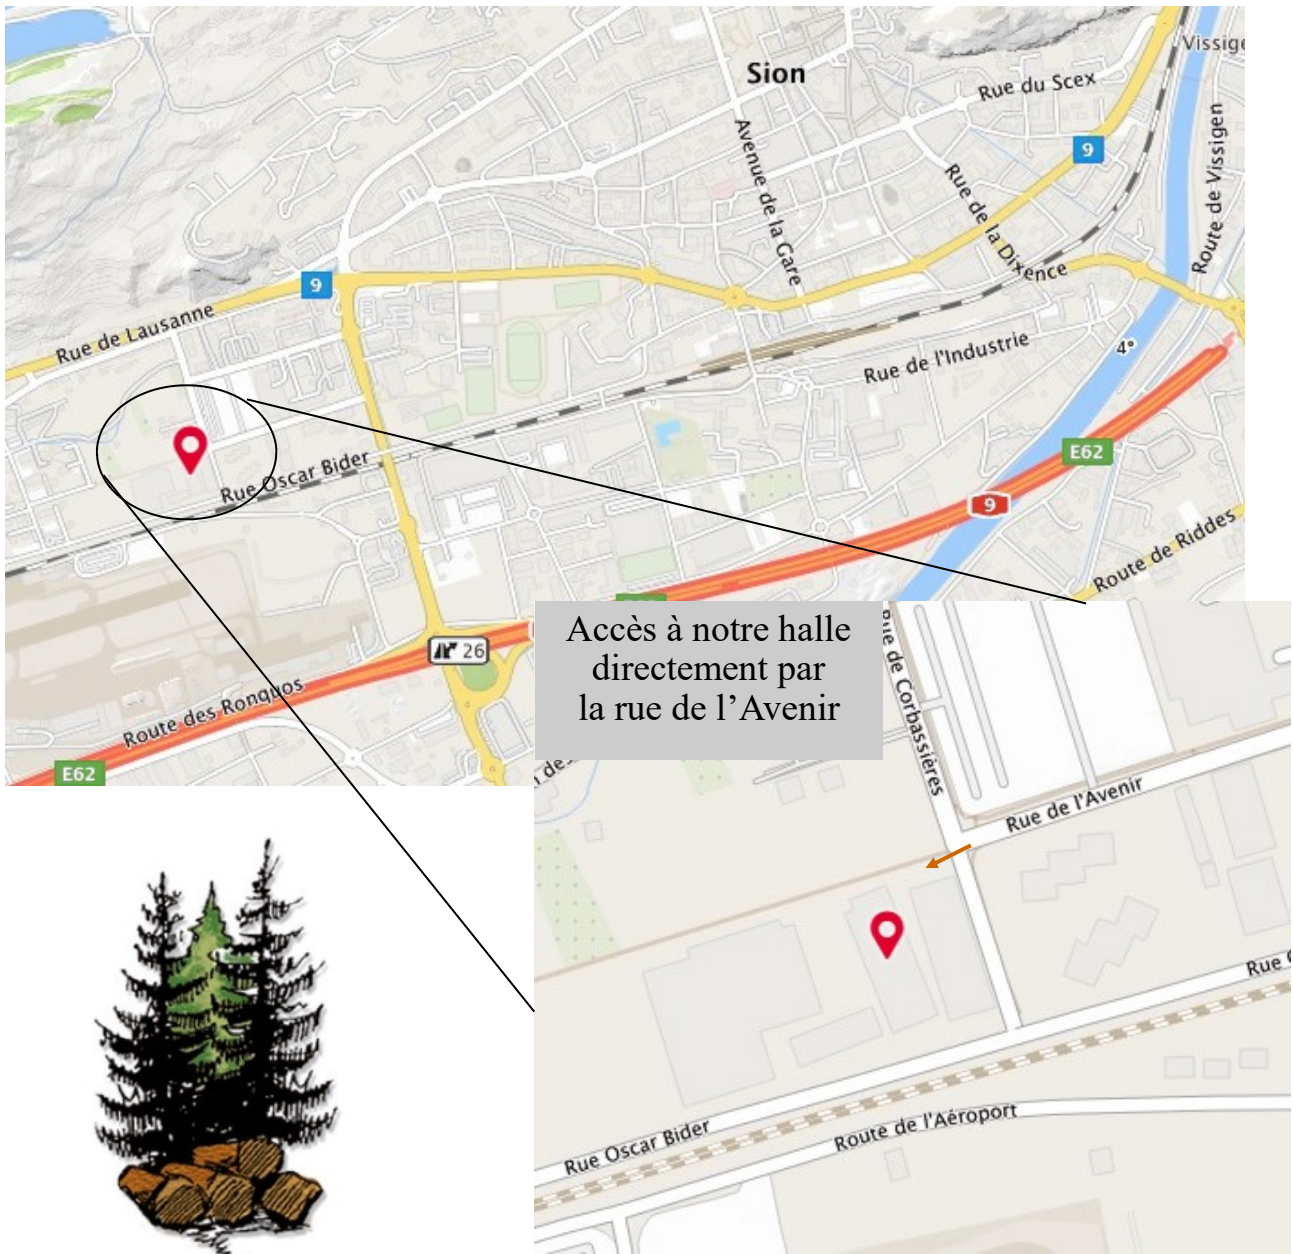 Sion
Vissige
Rue du Scex
9
Avenue de la Gare
Rue de la Dixence
Route de Vissigen
9
Rue de Lausanne
Rue de l'Industrie
4°
Rue Oscar Bider
E62
9
Route de Riddes
26
Route des Ronquos
E62
Accès à notre halle
directement par
la rue de l’Avenir
Rue de Corbassières
Rue de l'Avenir
Rue
Rue Oscar Bider
Route de l'Aéroport